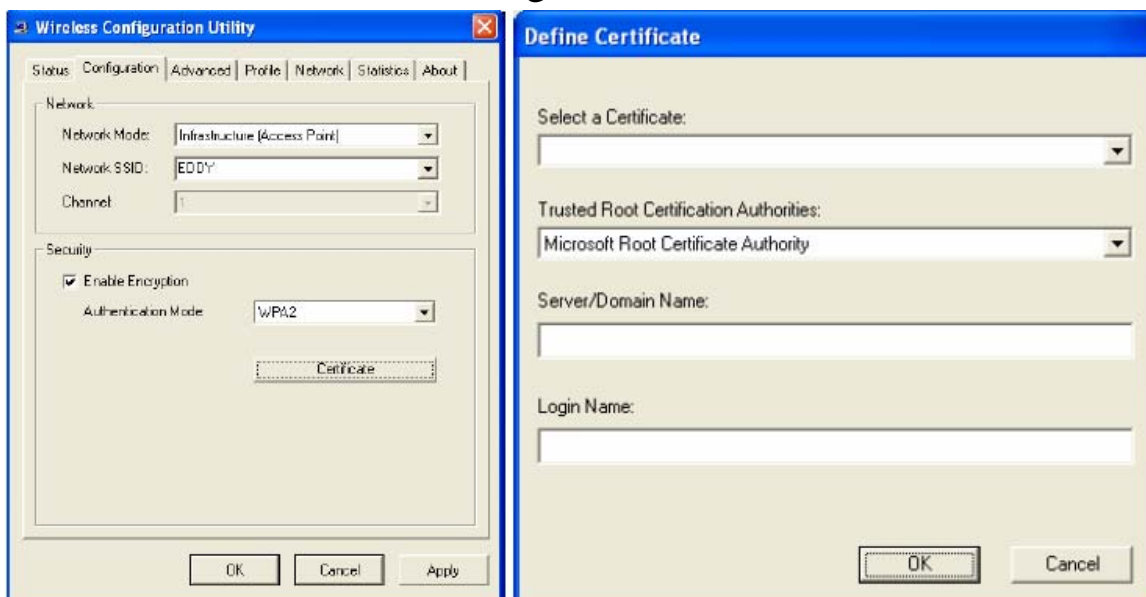 Wireless Configuration Utility
Status Configuration Advanced Profile Network Statistics About
Network
Network Mode: Infrastructure (Access Point)
Network SSID: EDDY
Channel: 1
Security
Enable Encryption
Authentication Mode WPA2
Certificate
OK Cancel Apply
Define Certificate
Select a Certificate:
Trusted Root Certification Authorities:
Microsoft Root Certificate Authority
Server/Domain Name:
Login Name:
OK Cancel